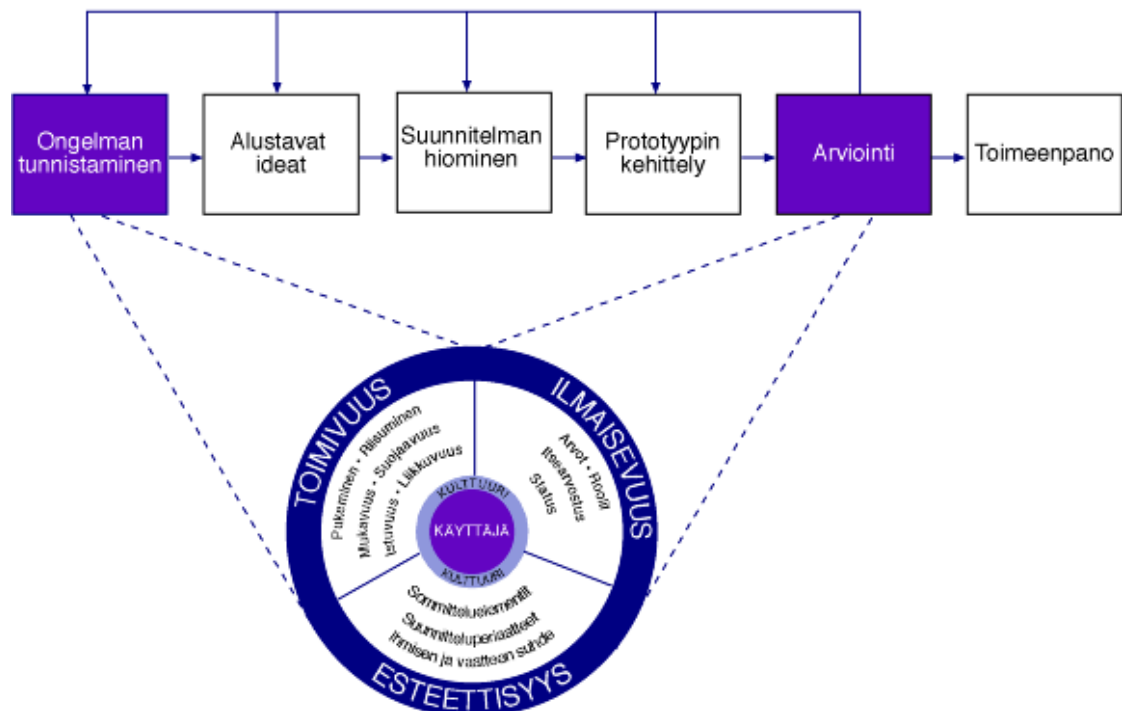 Ongelman
tunnistaminen
Alustavat
ideat
Suunnitelman
hiominen
Prototyypin
kehittely
Arviointi
Toimeenpano
TOIMIVUUS
Pukeminen • Riisuminen
Mukavuus • Suojaavuus
Istuvuus • Liikkuvuus
ILMAISEVUUS
Arvot • Roolit
Itsearvostus
Status
KULTTUURI
KÄYTTÄJÄ
KULTTUURI
Sommitteluelementit
Suunnitteluperiaatteet
Ihmisen ja vaatteen suhde
ESTEETTISYYS